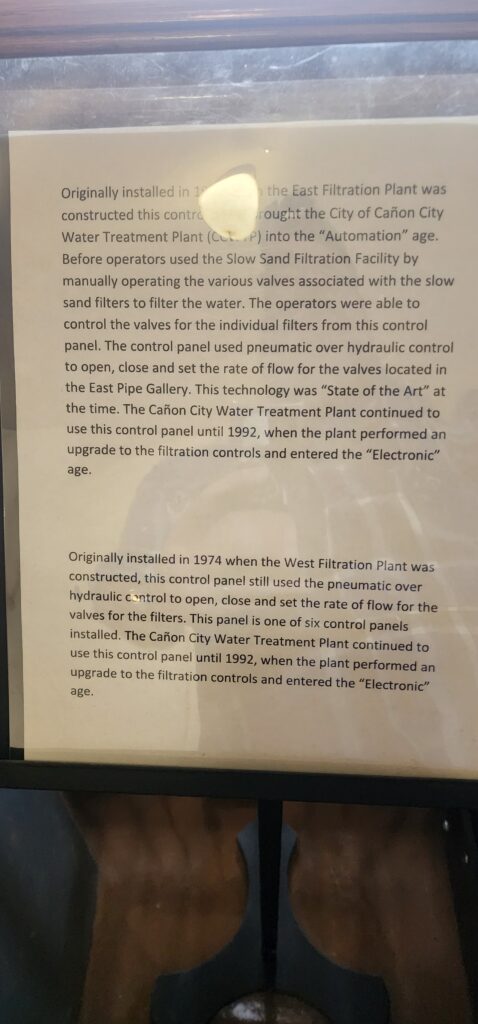 Originally installed in the East Filtration Plant was
constructed this brought the City of Cañon City
Water Treatment Plant into the “Automation” age.
Before operators used the Slow Sand Filtration Facility by
manually operating the various valves associated with the slow
sand filters to filter the water. The operators were able to
control the valves for the individual filters from this control
panel. The control panel used pneumatic over hydraulic control
to open, close and set the rate of flow for the valves located in
the East Pipe Gallery. This technology was “State of the Art” at
the time. The Cañon City Water Treatment Plant continued to
use this control panel until 1992, when the plant performed an
upgrade to the filtration controls and entered the “Electronic”
age.
Originally installed in 1974 when the West Filtration Plant was
constructed, this control panel still used the pneumatic over
hydraulic control to open, close and set the rate of flow for the
valves for the filters. This panel is one of six control panels
installed. The Cañon City Water Treatment Plant continued to
use this control panel until 1992, when the plant performed an
upgrade to the filtration controls and entered the “Electronic”
age.